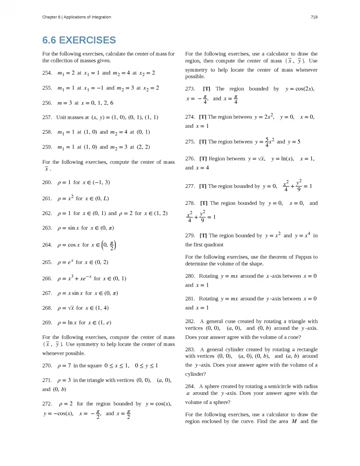 Chapter 6 | Applications of Integration
719
6.6 EXERCISES
For the following exercises, calculate the center of mass for
the collection of masses given.
254. m₁ = 2 at x₁ = 1 and m₂ = 4 at x₂ = 2
255. m₁ = 1 at x₁ = −1 and m₂ = 3 at x₂ = 2
256. m = 3 at x = 0, 1, 2, 6
257. Unit masses at (x, y) = (1, 0), (0, 1), (1, 1)
258. m₁ = 1 at (1, 0) and m₂ = 4 at (0, 1)
259. m₁ = 1 at (1, 0) and m₂ = 3 at (2, 2)
For the following exercises, compute the center of mass
x̄ .
260. ρ = 1 for x ∈ (−1, 3)
261. ρ = x² for x ∈ (0, L)
262. ρ = 1 for x ∈ (0, 1) and ρ = 2 for x ∈ (1, 2)
263. ρ = sin x for x ∈ (0, π)
264. ρ = cos x for x ∈ (0, π/2)
265. ρ = eˣ for x ∈ (0, 2)
266. ρ = x³ + xe⁻ˣ for x ∈ (0, 1)
267. ρ = x sin x for x ∈ (0, π)
268. ρ = √x for x ∈ (1, 4)
269. ρ = ln x for x ∈ (1, e)
For the following exercises, compute the center of mass
( x̄ , ȳ ). Use symmetry to help locate the center of mass
whenever possible.
270. ρ = 7 in the square 0 ≤ x ≤ 1, 0 ≤ y ≤ 1
271. ρ = 3 in the triangle with vertices (0, 0), (a, 0),
and (0, b)
272. ρ = 2 for the region bounded by y = cos(x),
y = −cos(x), x = −π/2, and x = π/2
For the following exercises, use a calculator to draw the
region, then compute the center of mass ( x̄ , ȳ ). Use
symmetry to help locate the center of mass whenever
possible.
273. [T] The region bounded by y = cos(2x),
x = −π/4, and x = π/4
274. [T] The region between y = 2x², y = 0, x = 0,
and x = 1
275. [T] The region between y = 5/4 x² and y = 5
276. [T] Region between y = √x, y = ln(x), x = 1,
and x = 4
277. [T] The region bounded by y = 0, x²/4 + y²/9 = 1
278. [T] The region bounded by y = 0, x = 0, and
x²/4 + y²/9 = 1
279. [T] The region bounded by y = x² and y = x⁴ in
the first quadrant
For the following exercises, use the theorem of Pappus to
determine the volume of the shape.
280. Rotating y = mx around the x -axis between x = 0
and x = 1
281. Rotating y = mx around the y -axis between x = 0
and x = 1
282. A general cone created by rotating a triangle with
vertices (0, 0), (a, 0), and (0, b) around the y -axis.
Does your answer agree with the volume of a cone?
283. A general cylinder created by rotating a rectangle
with vertices (0, 0), (a, 0), (0, b), and (a, b) around
the y -axis. Does your answer agree with the volume of a
cylinder?
284. A sphere created by rotating a semicircle with radius
a around the y -axis. Does your answer agree with the
volume of a sphere?
For the following exercises, use a calculator to draw the
region enclosed by the curve. Find the area M and the